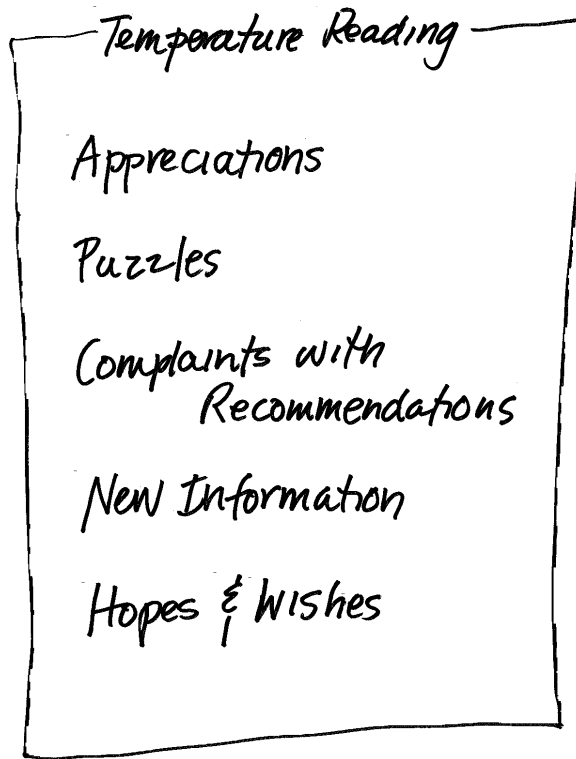 Temperature Reading
Appreciations
Puzzles
Complaints with
Recommendations
New Information
Hopes & Wishes